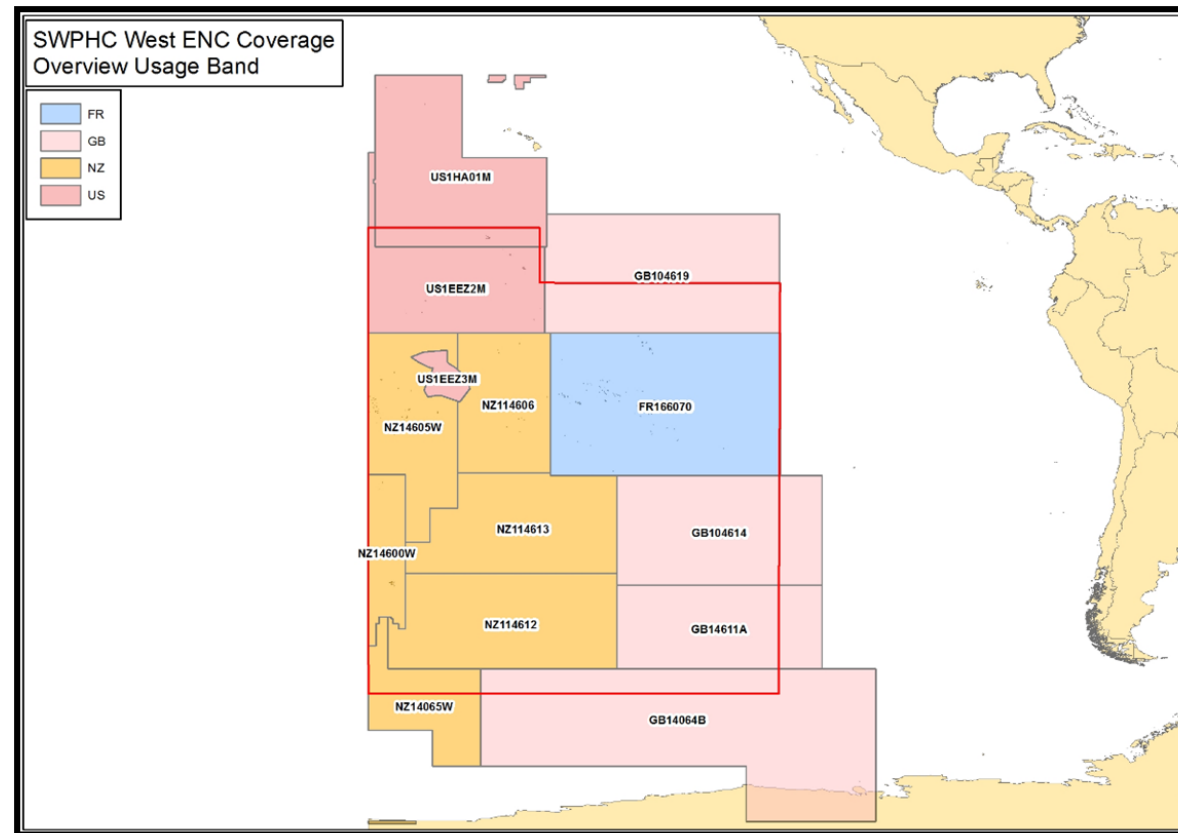 SWPHC West ENC Coverage
Overview Usage Band
FR
GB
NZ
US
US1HA01M
GB104619
US1EEZ2M
US1EEZ3M
NZ114606
FR166070
NZ14605W
NZ114613
GB104614
NZ14600W
NZ114612
GB14611A
NZ14065W
GB14064B